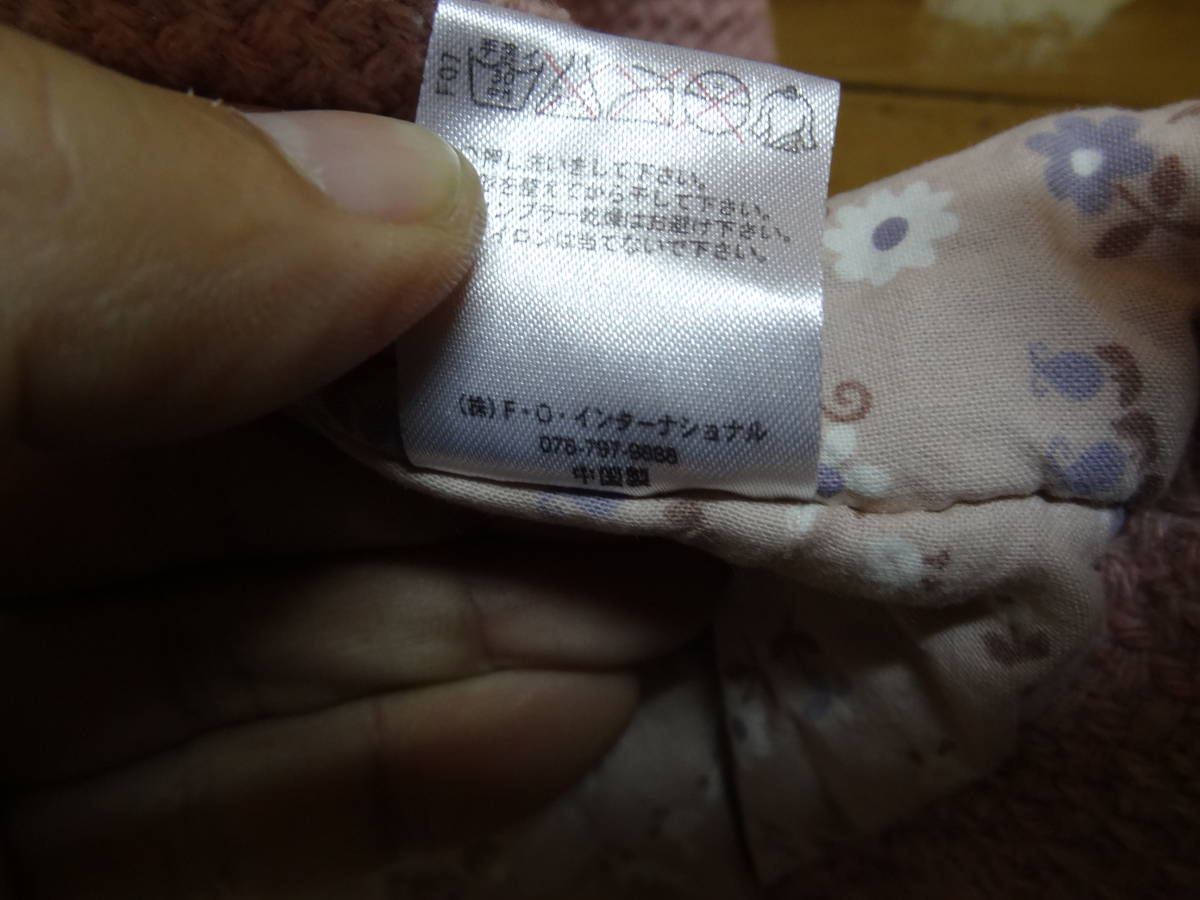 F01
手洗イ
30
の押し洗いをして下さい。
を整えてから干して下さい。
ンブラー乾燥はお避け下さい。
イロンは当てないで下さい。
(株)F・O・インターナショナル
078-797-9888
中国製